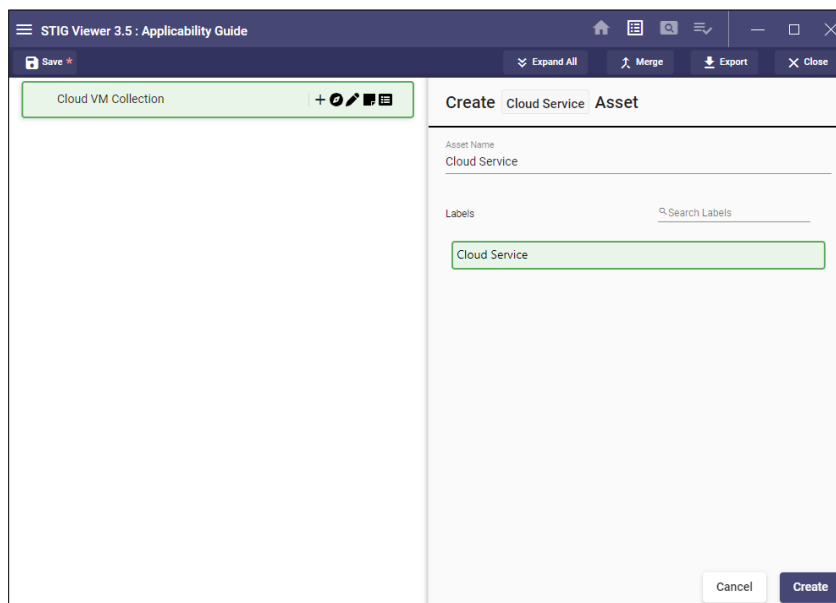 STIG Viewer 3.5 : Applicability Guide
Save *
Expand All
Merge
Export
Close
Cloud VM Collection
Create Cloud Service Asset
Asset Name
Cloud Service
Labels
Search Labels
Cloud Service
Cancel
Create